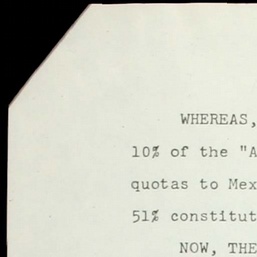 WHEREAS,
10% of the "A
quotas to Mex
51% constitut
NOW, THE